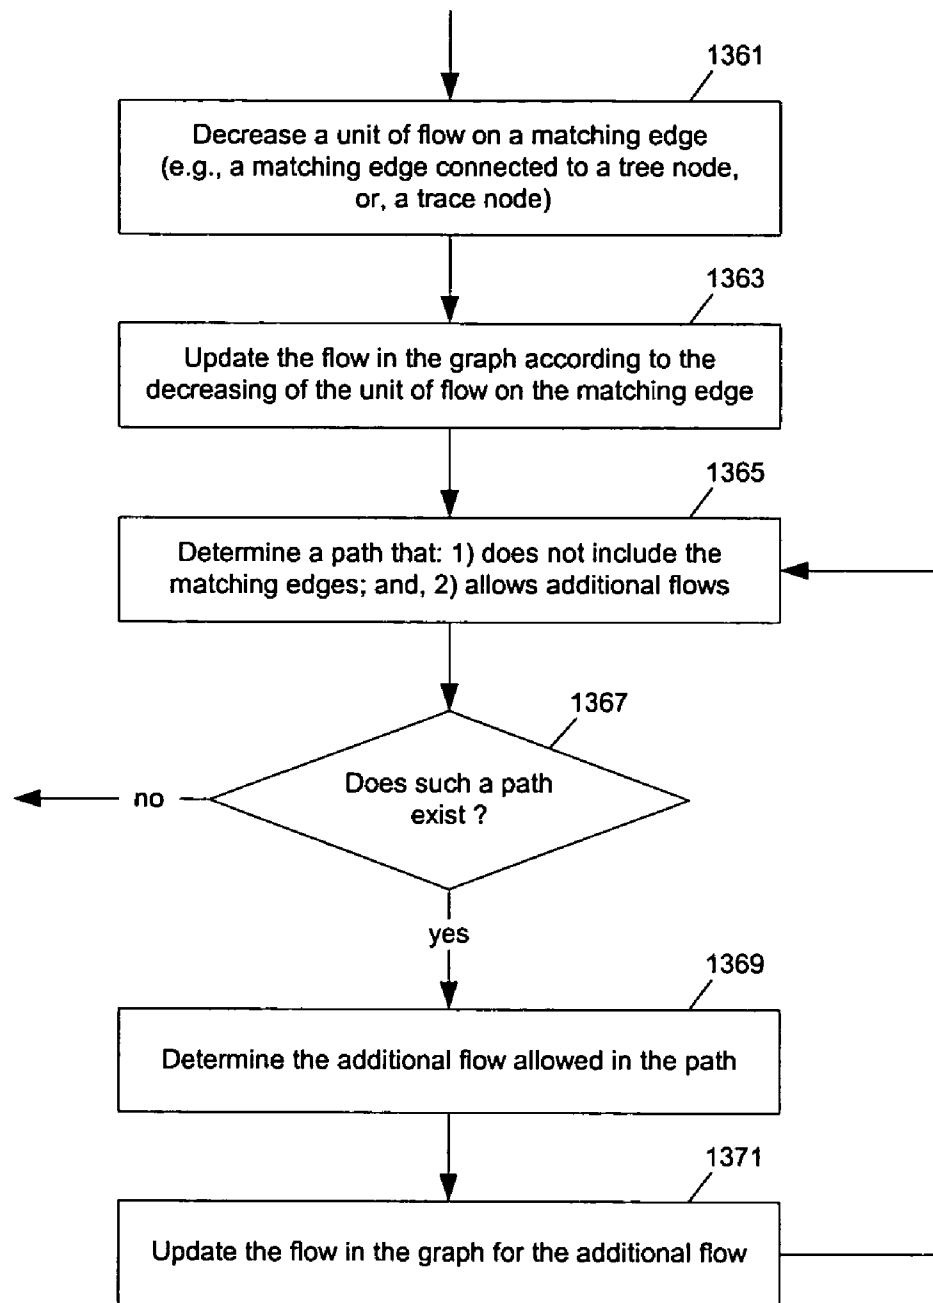 1361
Decrease a unit of flow on a matching edge
(e.g., a matching edge connected to a tree node,
or, a trace node)
1363
Update the flow in the graph according to the
decreasing of the unit of flow on the matching edge
1365
Determine a path that: 1) does not include the
matching edges; and, 2) allows additional flows
1367
Does such a path
exist ?
no
yes
1369
Determine the additional flow allowed in the path
1371
Update the flow in the graph for the additional flow